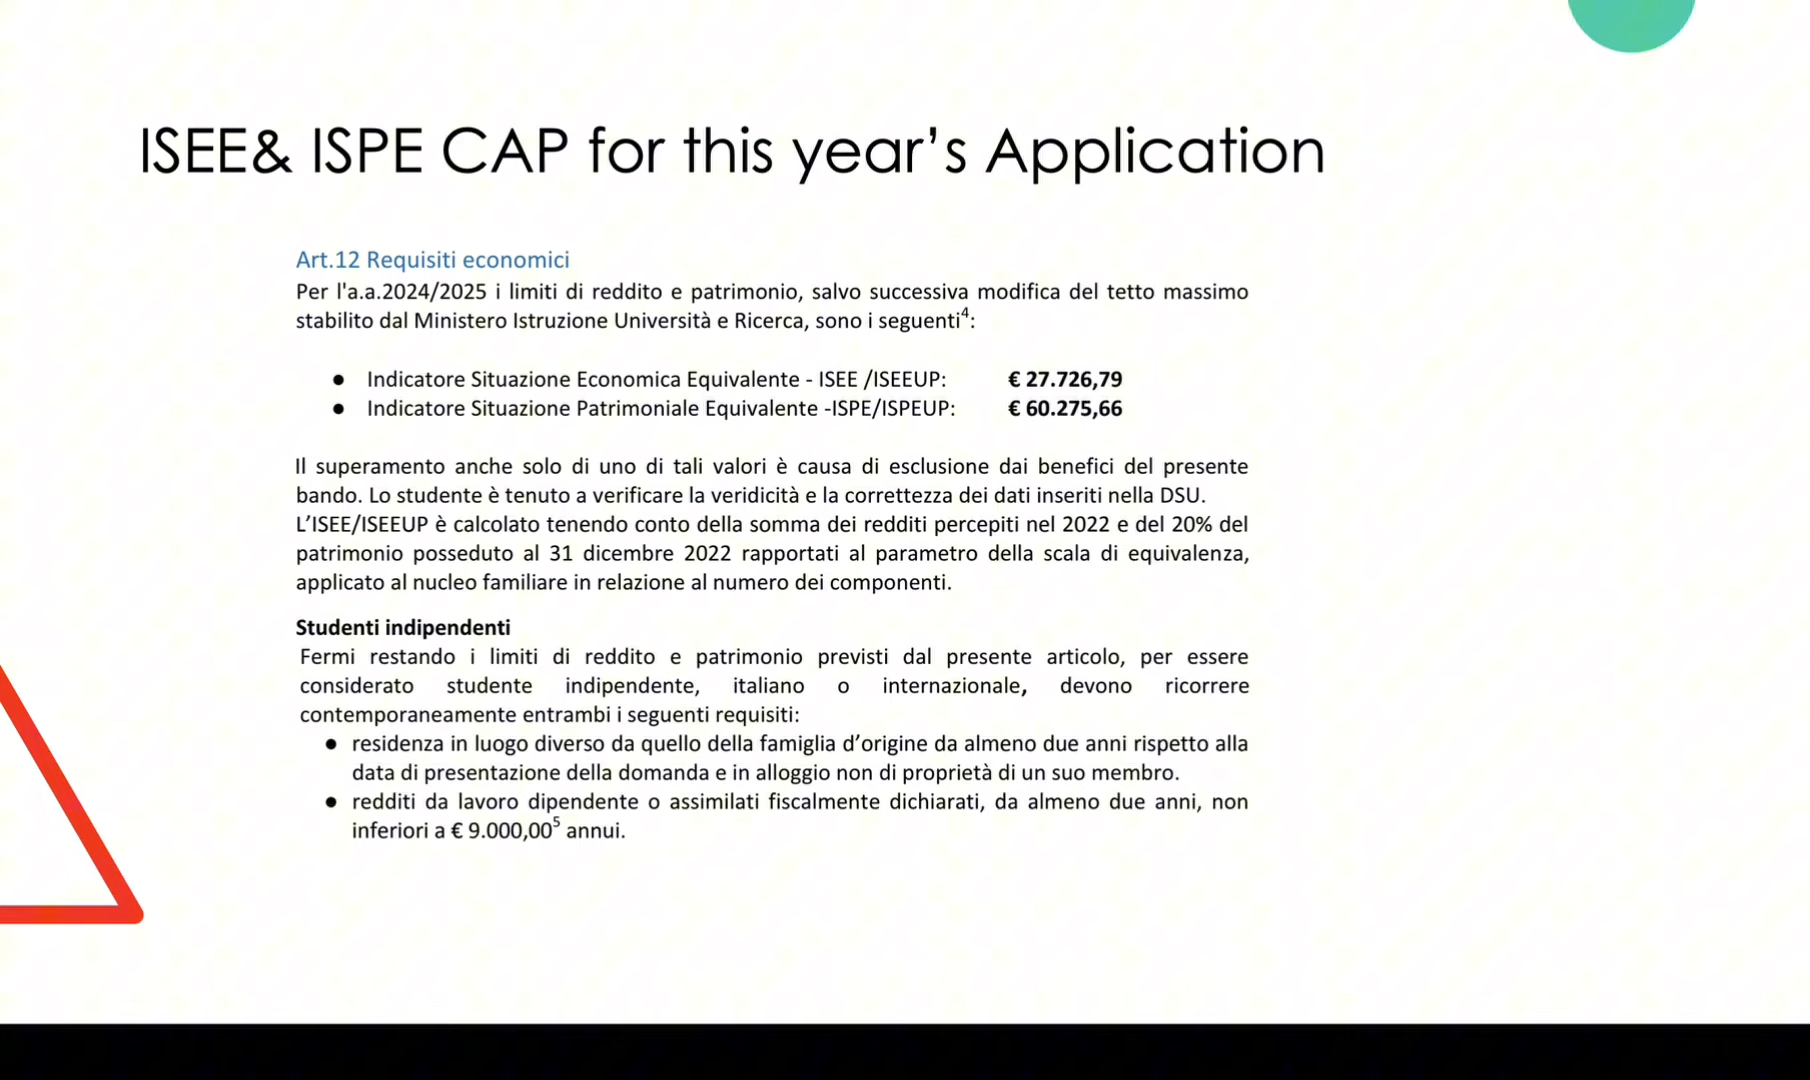 ISEE& ISPE CAP for this year’s Application
Art.12 Requisiti economici
Per l'a.a.2024/2025 i limiti di reddito e patrimonio, salvo successiva modifica del tetto massimo
stabilito dal Ministero Istruzione Università e Ricerca, sono i seguenti⁴:
● Indicatore Situazione Economica Equivalente - ISEE /ISEEUP: € 27.726,79
● Indicatore Situazione Patrimoniale Equivalente -ISPE/ISPEUP: € 60.275,66
Il superamento anche solo di uno di tali valori è causa di esclusione dai benefici del presente
bando. Lo studente è tenuto a verificare la veridicità e la correttezza dei dati inseriti nella DSU.
L’ISEE/ISEEUP è calcolato tenendo conto della somma dei redditi percepiti nel 2022 e del 20% del
patrimonio posseduto al 31 dicembre 2022 rapportati al parametro della scala di equivalenza,
applicato al nucleo familiare in relazione al numero dei componenti.
Studenti indipendenti
Fermi restando i limiti di reddito e patrimonio previsti dal presente articolo, per essere
considerato studente indipendente, italiano o internazionale, devono ricorrere
contemporaneamente entrambi i seguenti requisiti:
● residenza in luogo diverso da quello della famiglia d’origine da almeno due anni rispetto alla
data di presentazione della domanda e in alloggio non di proprietà di un suo membro.
● redditi da lavoro dipendente o assimilati fiscalmente dichiarati, da almeno due anni, non
inferiori a € 9.000,00⁵ annui.